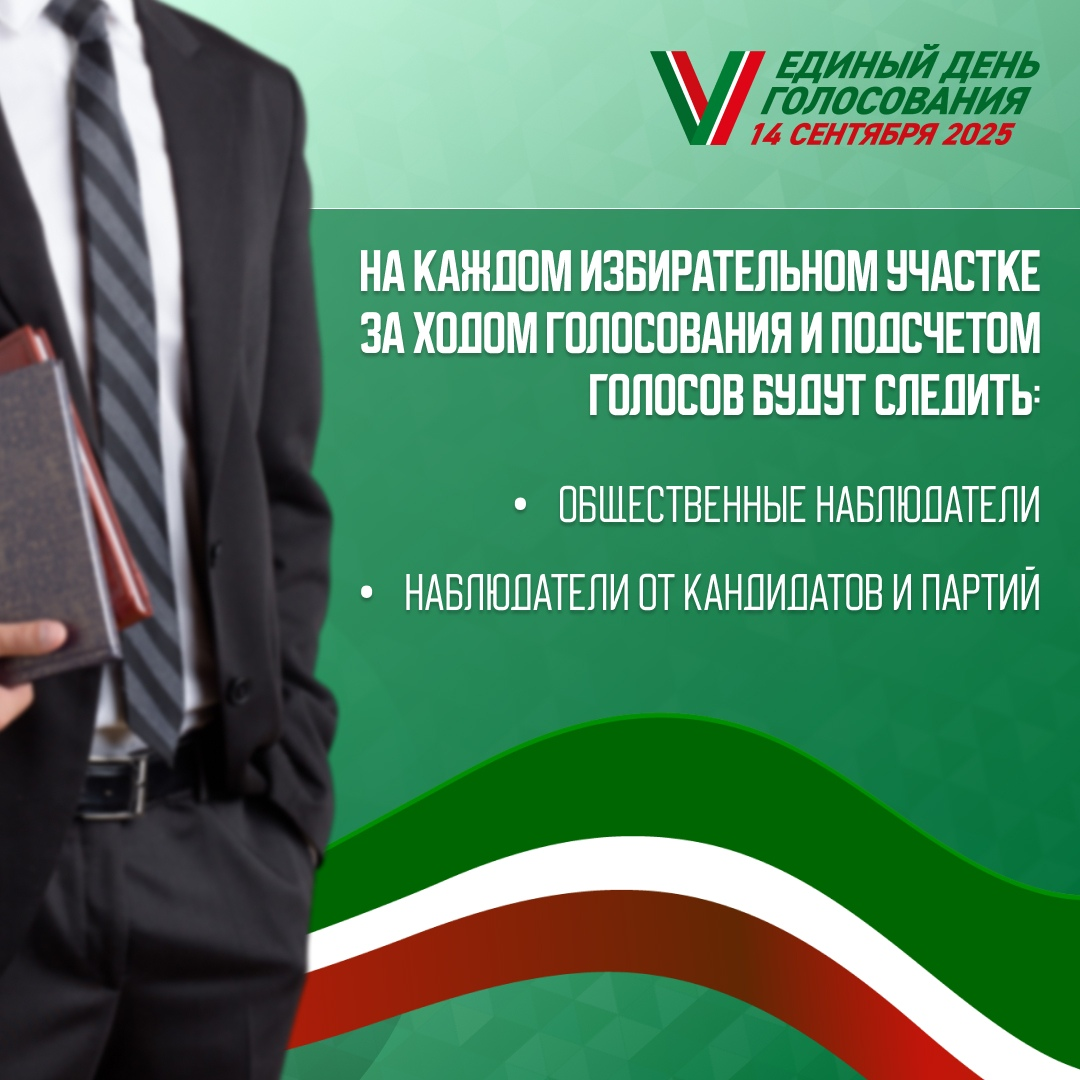 ЕДИНЫЙ ДЕНЬ
ГОЛОСОВАНИЯ
14 СЕНТЯБРЯ 2025
НА КАЖДОМ ИЗБИРАТЕЛЬНОМ УЧАСТКЕ
ЗА ХОДОМ ГОЛОСОВАНИЯ И ПОДСЧЕТОМ
ГОЛОСОВ БУДУТ СЛЕДИТЬ:
• ОБЩЕСТВЕННЫЕ НАБЛЮДАТЕЛИ
• НАБЛЮДАТЕЛИ ОТ КАНДИДАТОВ И ПАРТИЙ